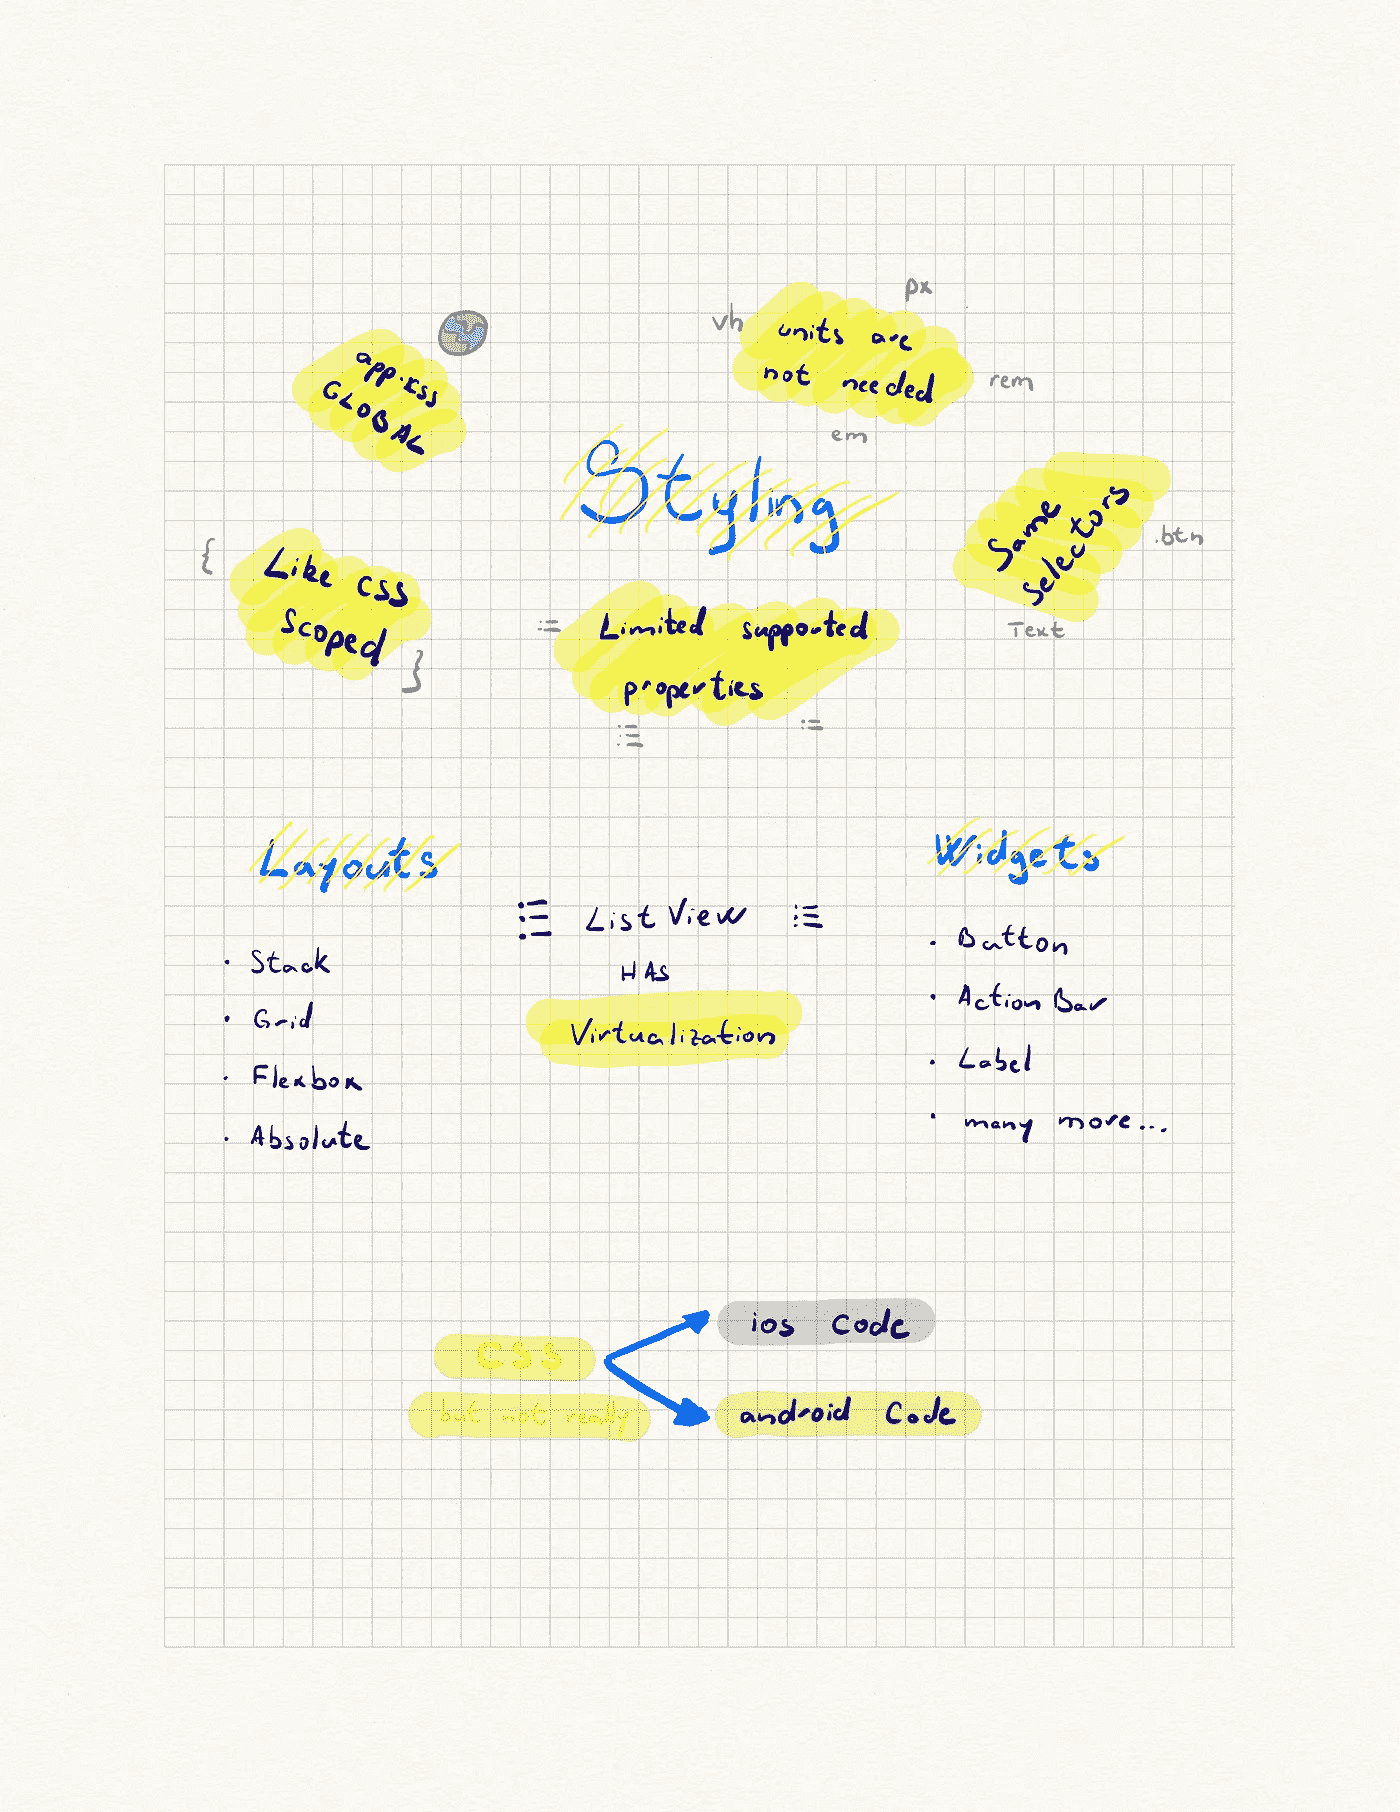 px
vh
units are
not needed
rem
em
app.css
GLOBAL
Styling
Same
Selectors
.btn
Text
{
Like CSS
Scoped
}
Limited supported
properties
Layouts
• Stack
• Grid
• Flexbox
• Absolute
List View
HAS
Virtualization
Widgets
• Button
• Action Bar
• Label
• many more...
CSS
but not really
ios Code
android Code